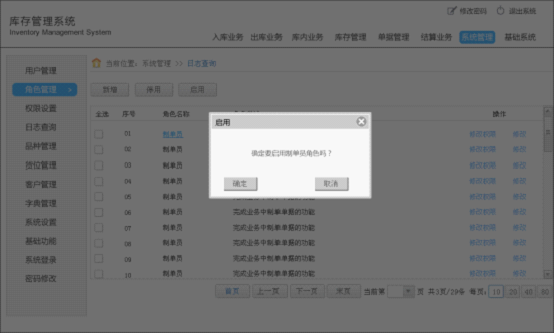 修改密码 退出系统
库存管理系统
Inventory Management System
入库业务 出库业务 库内业务 库存管理 单据管理 结算业务 系统管理 基础系统
当前位置：系统管理 >> 日志查询
用户管理
角色管理
权限设置
日志查询
品种管理
货位管理
客户管理
字典管理
系统设置
基础功能
系统登录
密码修改
新增 停用 启用
全选 序号 角色名称 操作
01 制单员 修改权限 修改
02 制单员 修改权限 修改
03 制单员 修改权限 修改
04 制单员 修改权限 修改
05 制单员 完成业务中制单单据的功能 修改权限 修改
06 制单员 完成业务中制单单据的功能 修改权限 修改
07 制单员 完成业务中制单单据的功能 修改权限 修改
08 制单员 完成业务中制单单据的功能 修改权限 修改
09 制单员 完成业务中制单单据的功能 修改权限 修改
10 制单员 完成业务中制单单据的功能 修改权限 修改
启用
确定要启用制单员角色吗？
确定 取消
首页 上一页 下一页 末页 当前第 页 共3页/29条 每页： 10 20 40 80